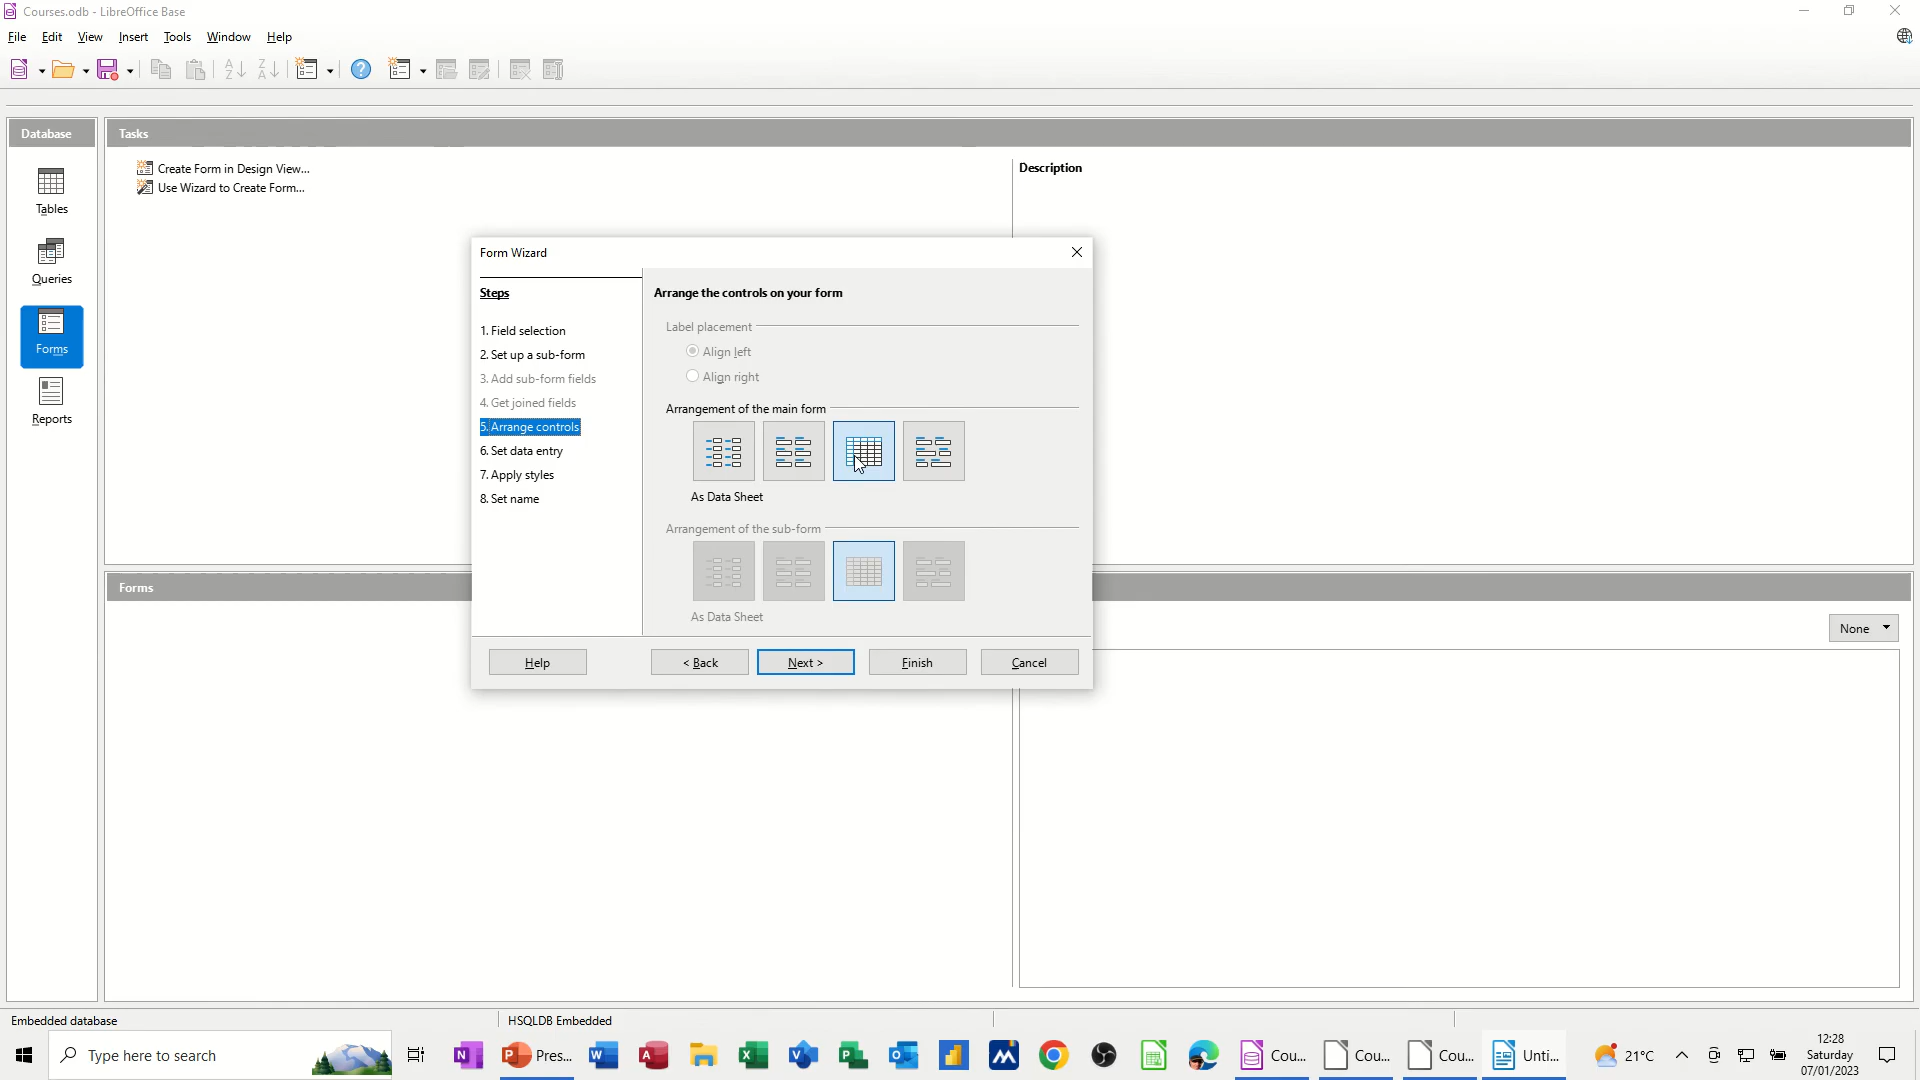 Courses.odb - LibreOffice Base
File Edit View Insert Tools Window Help
Database
Tasks
Create Form in Design View...
Use Wizard to Create Form...
Description
Tables
Queries
Forms
Reports
Form Wizard
Steps
1. Field selection
2. Set up a sub-form
3. Add sub-form fields
4. Get joined fields
5. Arrange controls
6. Set data entry
7. Apply styles
8. Set name
Arrange the controls on your form
Label placement
Align left
Align right
Arrangement of the main form
As Data Sheet
Arrangement of the sub-form
As Data Sheet
Help
< Back
Next >
Finish
Cancel
Forms
None
Embedded database
HSQLDB Embedded
Type here to search
Pres...
Cou...
Cou...
Cou...
Unti...
21°C
12:28
Saturday
07/01/2023